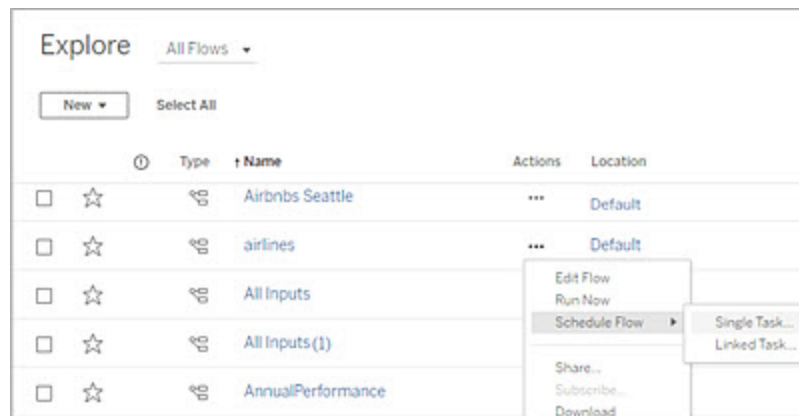 Explore All Flows
New Select All
Type ↑ Name Actions Location
Airbnbs Seattle ... Default
airlines ... Default
Edit Flow
All Inputs Run Now
Schedule Flow Single Task...
All Inputs (1) Linked Task...
Share...
AnnualPerformance Subscribe...
Download